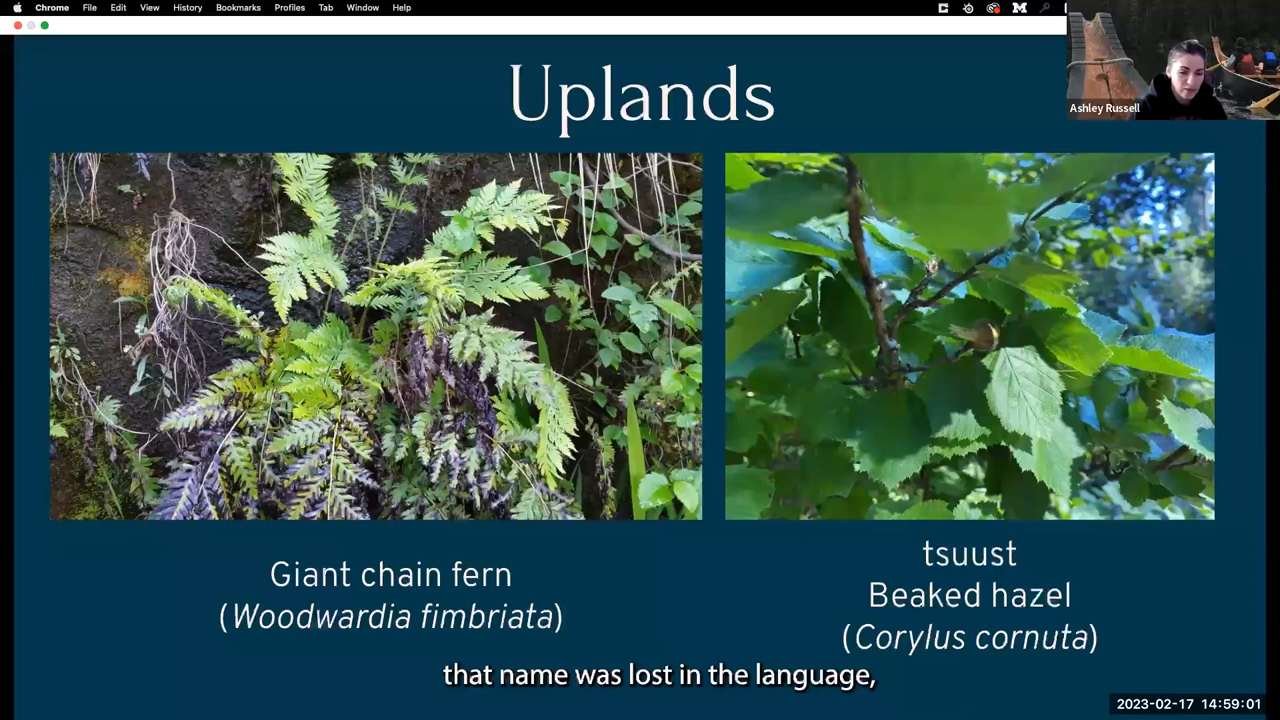 Chrome File Edit View History Bookmarks Profiles Tab Window Help
Ashley Russell
Uplands
Giant chain fern
(Woodwardia fimbriata)
tsuust
Beaked hazel
(Corylus cornuta)
that name was lost in the language,
2023-02-17 14:59:01